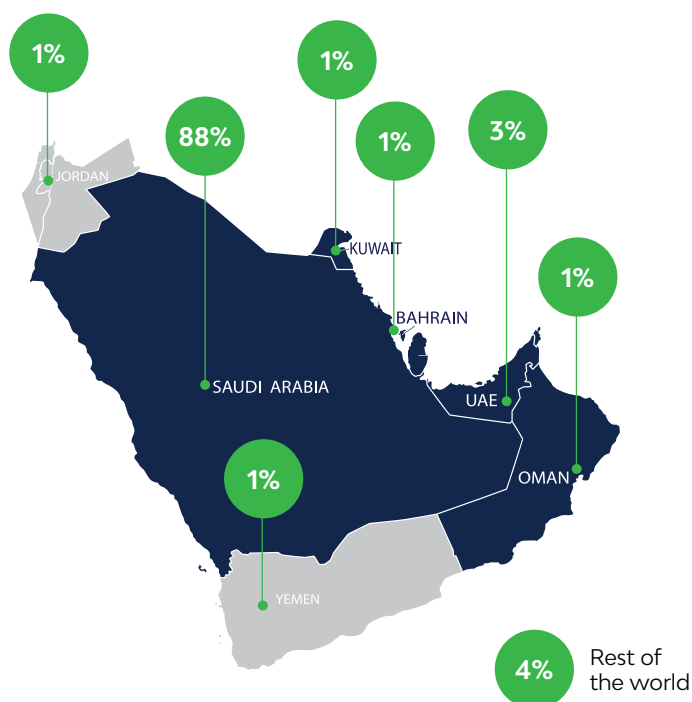 1%
1%
88%
1%
3%
JORDAN
KUWAIT
1%
BAHRAIN
SAUDI ARABIA
UAE
1%
OMAN
YEMEN
4%
Rest of
the world